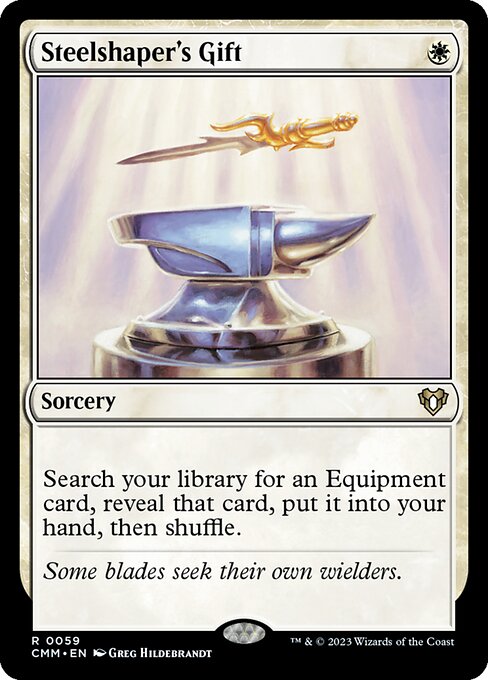 Steelshaper's Gift
Sorcery
Search your library for an Equipment
card, reveal that card, put it into your
hand, then shuffle.
Some blades seek their own wielders.
R 0059
CMM • EN Greg Hildebrandt
™ & © 2023 Wizards of the Coast